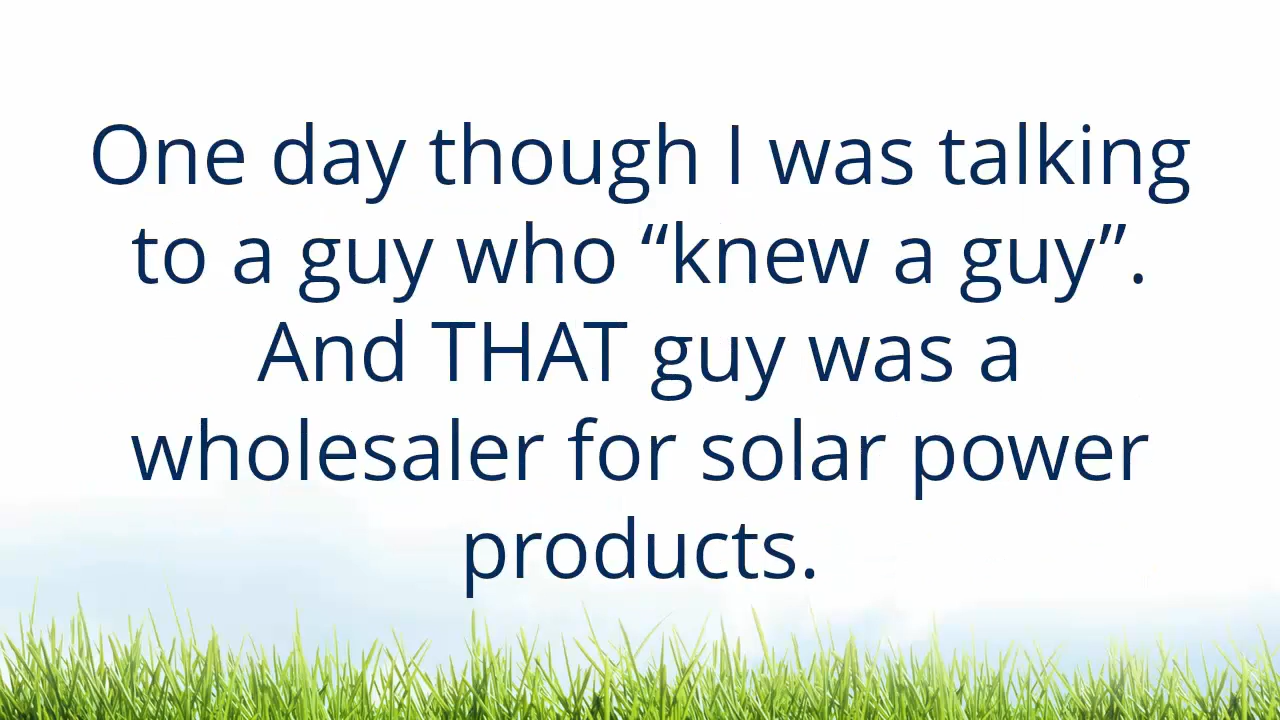 One day though I was talking
to a guy who “knew a guy”.
And THAT guy was a
wholesaler for solar power
products.